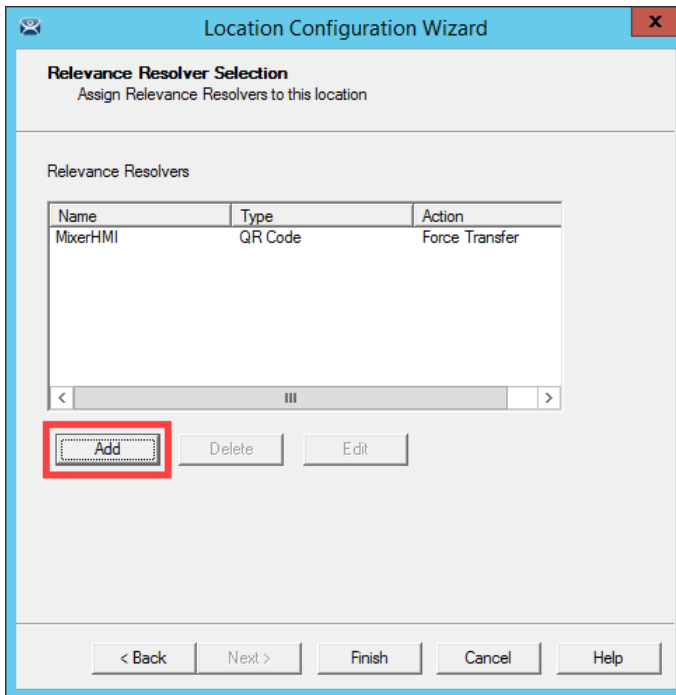 Location Configuration Wizard
x
Relevance Resolver Selection
Assign Relevance Resolvers to this location
Relevance Resolvers
Name Type Action
MixerHMI QR Code Force Transfer
Add Delete Edit
< Back Next > Finish Cancel Help